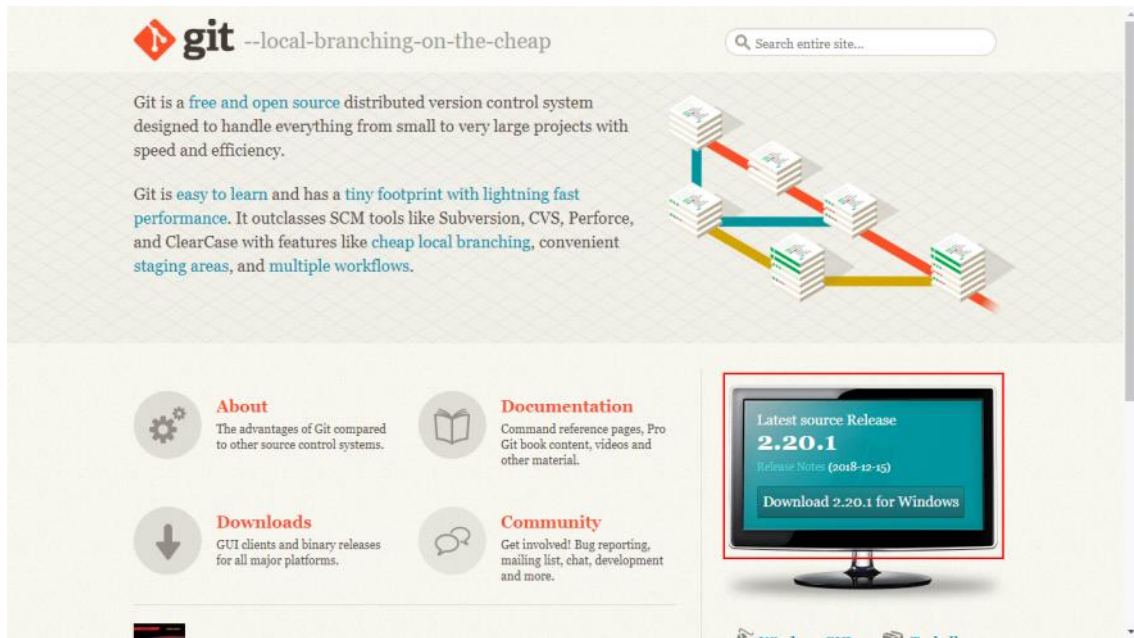 git --local-branching-on-the-cheap
Search entire site...
Git is a free and open source distributed version control system
designed to handle everything from small to very large projects with
speed and efficiency.
Git is easy to learn and has a tiny footprint with lightning fast
performance. It outclasses SCM tools like Subversion, CVS, Perforce,
and ClearCase with features like cheap local branching, convenient
staging areas, and multiple workflows.
About
The advantages of Git compared
to other source control systems.
Documentation
Command reference pages, Pro
Git book content, videos and
other material.
Downloads
GUI clients and binary releases
for all major platforms.
Community
Get involved! Bug reporting,
mailing list, chat, development
and more.
Latest source Release
2.20.1
Release Notes (2018-12-15)
Download 2.20.1 for Windows